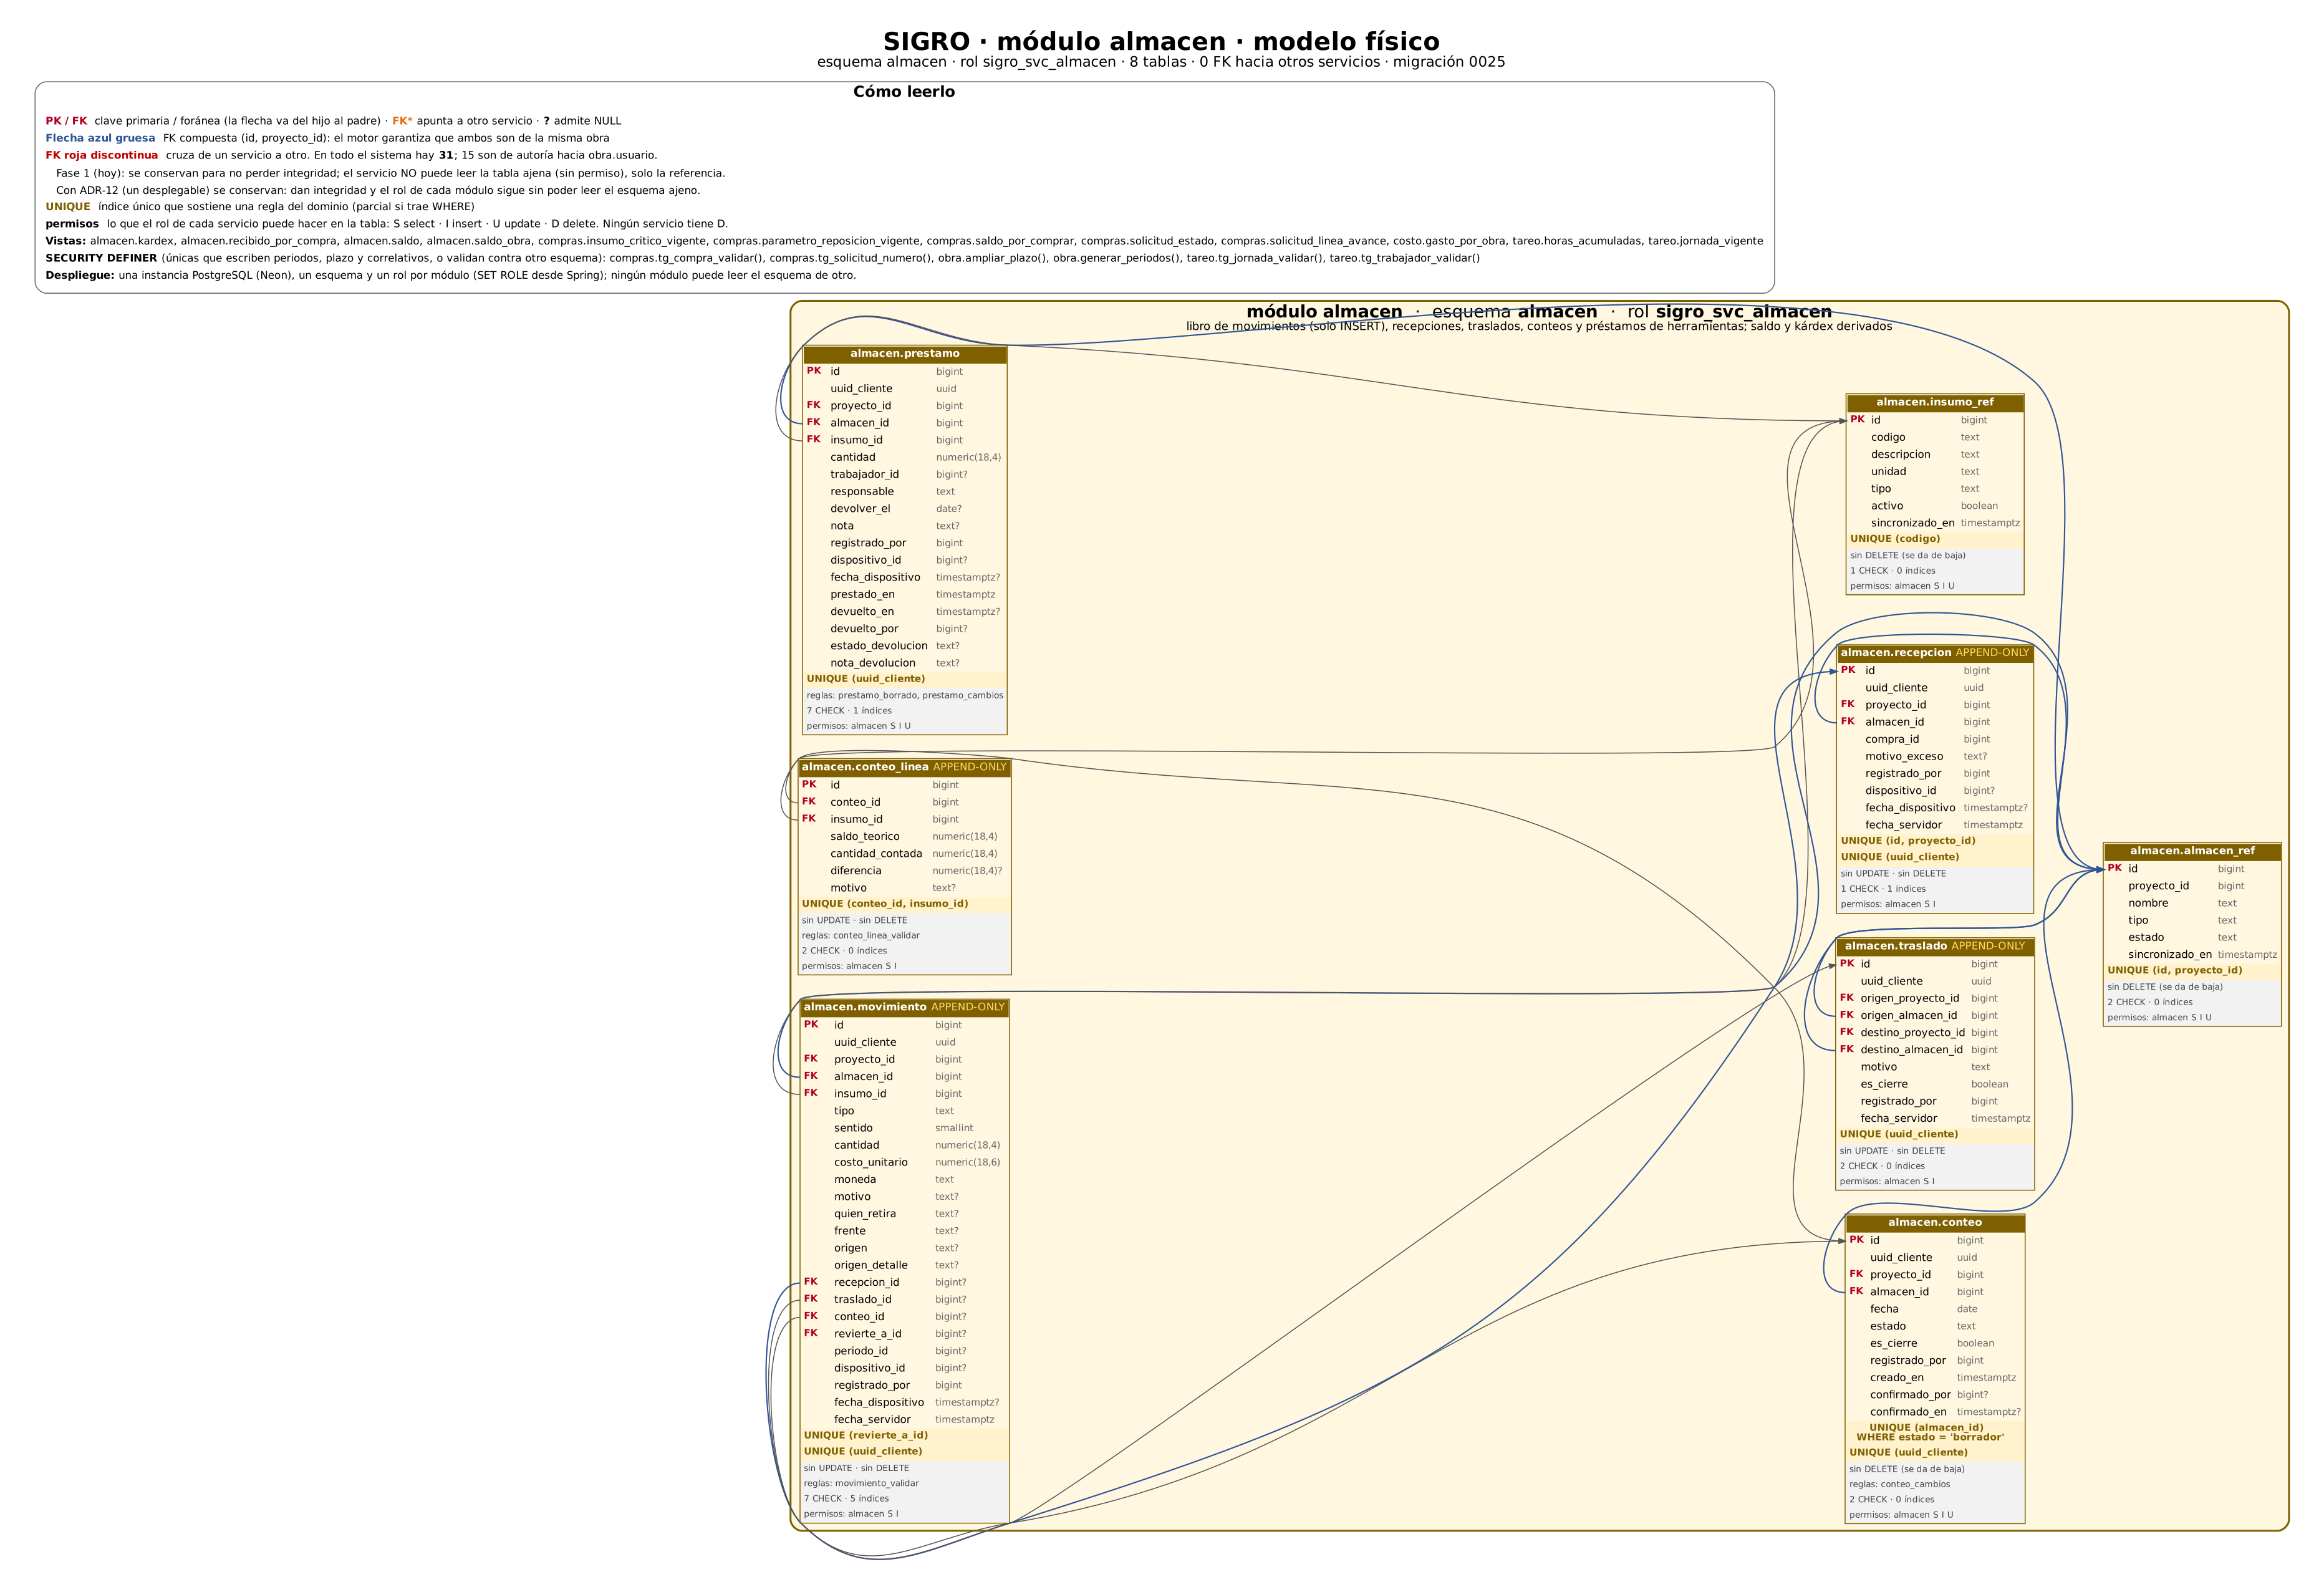 SIGRO · módulo almacen · modelo físico
esquema almacen · rol sigro_svc_almacen · 8 tablas · 0 FK hacia otros servicios · migración 0025
Cómo leerlo
PK / FK clave primaria / foránea (la flecha va del hijo al padre) · FK* apunta a otro servicio · ? admite NULL
Flecha azul gruesa FK compuesta (id, proyecto_id): el motor garantiza que ambos son de la misma obra
FK roja discontinua cruza de un servicio a otro. En todo el sistema hay 31; 15 son de autoría hacia obra.usuario.
Fase 1 (hoy): se conservan para no perder integridad; el servicio NO puede leer la tabla ajena (sin permiso), solo la referencia.
Con ADR-12 (un desplegable) se conservan: dan integridad y el rol de cada módulo sigue sin poder leer el esquema ajeno.
UNIQUE índice único que sostiene una regla del dominio (parcial si trae WHERE)
permisos lo que el rol de cada servicio puede hacer en la tabla: S select · I insert · U update · D delete. Ningún servicio tiene D.
Vistas: almacen.kardex, almacen.recibido_por_compra, almacen.saldo, almacen.saldo_obra, compras.insumo_critico_vigente, compras.parametro_reposicion_vigente, compras.saldo_por_comprar, compras.solicitud_estado, compras.solicitud_linea_avance, costo.gasto_por_obra, tareo.horas_acumuladas, tareo.jornada_vigente
SECURITY DEFINER (únicas que escriben periodos, plazo y correlativos, o validan contra otro esquema): compras.tg_compra_validar(), compras.tg_solicitud_numero(), obra.ampliar_plazo(), obra.generar_periodos(), tareo.tg_jornada_validar(), tareo.tg_trabajador_validar()
Despliegue: una instancia PostgreSQL (Neon), un esquema y un rol por módulo (SET ROLE desde Spring); ningún módulo puede leer el esquema de otro.
módulo almacen · esquema almacen · rol sigro_svc_almacen
libro de movimientos (solo INSERT), recepciones, traslados, conteos y préstamos de herramientas; saldo y kárdex derivados
almacen.prestamo
PK id bigint
uuid_cliente uuid
FK proyecto_id bigint
FK almacen_id bigint
FK insumo_id bigint
cantidad numeric(18,4)
trabajador_id bigint?
responsable text
devolver_el date?
nota text?
registrado_por bigint
dispositivo_id bigint?
fecha_dispositivo timestamptz?
prestado_en timestamptz
devuelto_en timestamptz?
devuelto_por bigint?
estado_devolucion text?
nota_devolucion text?
UNIQUE (uuid_cliente)
reglas: prestamo_borrado, prestamo_cambios
7 CHECK · 1 índices
permisos: almacen S I U
almacen.conteo_linea APPEND-ONLY
PK id bigint
FK conteo_id bigint
FK insumo_id bigint
saldo_teorico numeric(18,4)
cantidad_contada numeric(18,4)
diferencia numeric(18,4)?
motivo text?
UNIQUE (conteo_id, insumo_id)
sin UPDATE · sin DELETE
reglas: conteo_linea_validar
2 CHECK · 0 índices
permisos: almacen S I
almacen.movimiento APPEND-ONLY
PK id bigint
uuid_cliente uuid
FK proyecto_id bigint
FK almacen_id bigint
FK insumo_id bigint
tipo text
sentido smallint
cantidad numeric(18,4)
costo_unitario numeric(18,6)
moneda text
motivo text?
quien_retira text?
frente text?
origen text?
origen_detalle text?
FK recepcion_id bigint?
FK traslado_id bigint?
FK conteo_id bigint?
FK revierte_a_id bigint?
periodo_id bigint?
dispositivo_id bigint?
registrado_por bigint
fecha_dispositivo timestamptz?
fecha_servidor timestamptz
UNIQUE (revierte_a_id)
UNIQUE (uuid_cliente)
sin UPDATE · sin DELETE
reglas: movimiento_validar
7 CHECK · 5 índices
permisos: almacen S I
almacen.insumo_ref
PK id bigint
codigo text
descripcion text
unidad text
tipo text
activo boolean
sincronizado_en timestamptz
UNIQUE (codigo)
sin DELETE (se da de baja)
1 CHECK · 0 índices
permisos: almacen S I U
almacen.recepcion APPEND-ONLY
PK id bigint
uuid_cliente uuid
FK proyecto_id bigint
FK almacen_id bigint
compra_id bigint
motivo_exceso text?
registrado_por bigint
dispositivo_id bigint?
fecha_dispositivo timestamptz?
fecha_servidor timestamptz
UNIQUE (id, proyecto_id)
UNIQUE (uuid_cliente)
sin UPDATE · sin DELETE
1 CHECK · 1 índices
permisos: almacen S I
almacen.traslado APPEND-ONLY
PK id bigint
uuid_cliente uuid
FK origen_proyecto_id bigint
FK origen_almacen_id bigint
FK destino_proyecto_id bigint
FK destino_almacen_id bigint
motivo text
es_cierre boolean
registrado_por bigint
fecha_servidor timestamptz
UNIQUE (uuid_cliente)
sin UPDATE · sin DELETE
2 CHECK · 0 índices
permisos: almacen S I
almacen.conteo
PK id bigint
uuid_cliente uuid
FK proyecto_id bigint
FK almacen_id bigint
fecha date
estado text
es_cierre boolean
registrado_por bigint
creado_en timestamptz
confirmado_por bigint?
confirmado_en timestamptz?
UNIQUE (almacen_id)
WHERE estado = 'borrador'
UNIQUE (uuid_cliente)
sin DELETE (se da de baja)
reglas: conteo_cambios
2 CHECK · 0 índices
permisos: almacen S I U
almacen.almacen_ref
PK id bigint
proyecto_id bigint
nombre text
tipo text
estado text
sincronizado_en timestamptz
UNIQUE (id, proyecto_id)
sin DELETE (se da de baja)
2 CHECK · 0 índices
permisos: almacen S I U